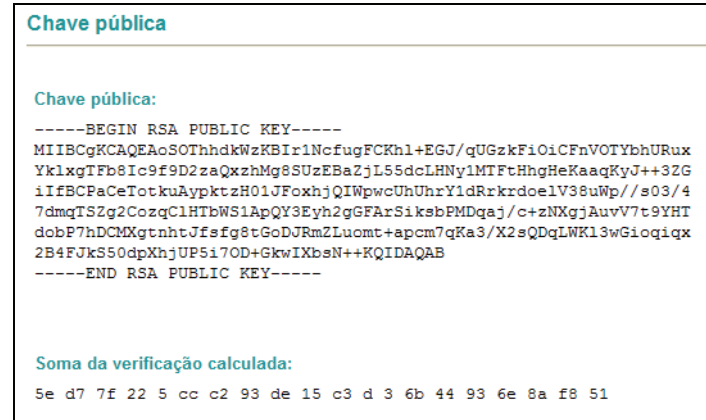 Chave pública
Chave pública:
-----BEGIN RSA PUBLIC KEY-----
MIIBCgKCAQEAoSOThhdkWzKBIr1NcfugFCKhl+EGJ/qUGzkFiOiCFnVOTYbhURux
YklxgTFb8Ic9f9D2zaQxzhMg8SUzEBaZjL55dcLHNy1MTFtHhgHeKaaqKyJ++3ZG
iIfBCPaCeTotkuAypktzH01JFoxhjQIWpwcUhUhrY1dRrkrdoelV38uWp//s03/4
7dmqTSZg2CozqClHTbWS1ApQY3Eyh2gGFArSiksbPMDqaj/c+zNXgjAuvV7t9YHT
dobP7hDCMXgtnhtJfsfg8tGoDJRmZLuomt+apcm7qKa3/X2sQDqLWKl3wGioqiqx
2B4FJkS50dpXhjUP5i7OD+GkwIXbsN++KQIDAQAB
-----END RSA PUBLIC KEY-----
Soma da verificação calculada:
5e d7 7f 22 5 cc c2 93 de 15 c3 d 3 6b 44 93 6e 8a f8 51